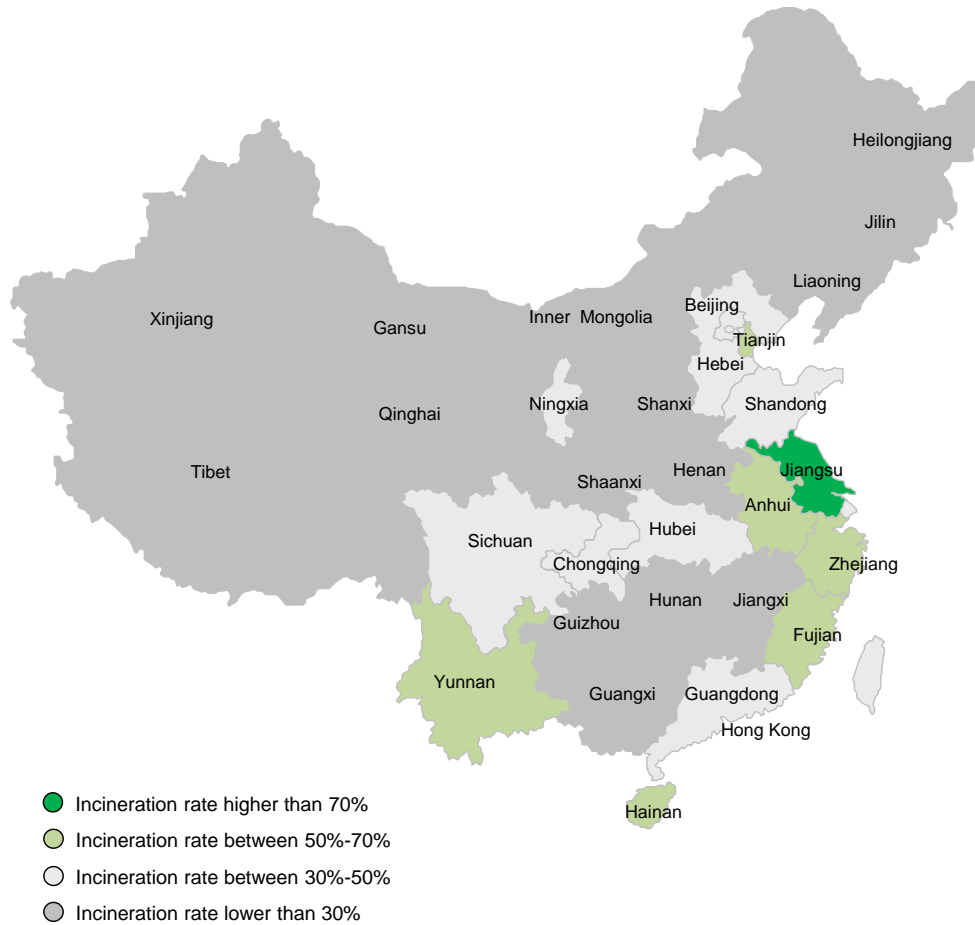 Heilongjiang
Jilin
Liaoning
Beijing
Xinjiang
Gansu
Inner Mongolia
Tianjin
Hebei
Qinghai
Ningxia
Shanxi
Shandong
Tibet
Shaanxi
Henan
Jiangsu
Anhui
Sichuan
Hubei
Chongqing
Zhejiang
Guizhou
Hunan
Jiangxi
Fujian
Yunnan
Guangxi
Guangdong
Hong Kong
Hainan
Incineration rate higher than 70%
Incineration rate between 50%-70%
Incineration rate between 30%-50%
Incineration rate lower than 30%